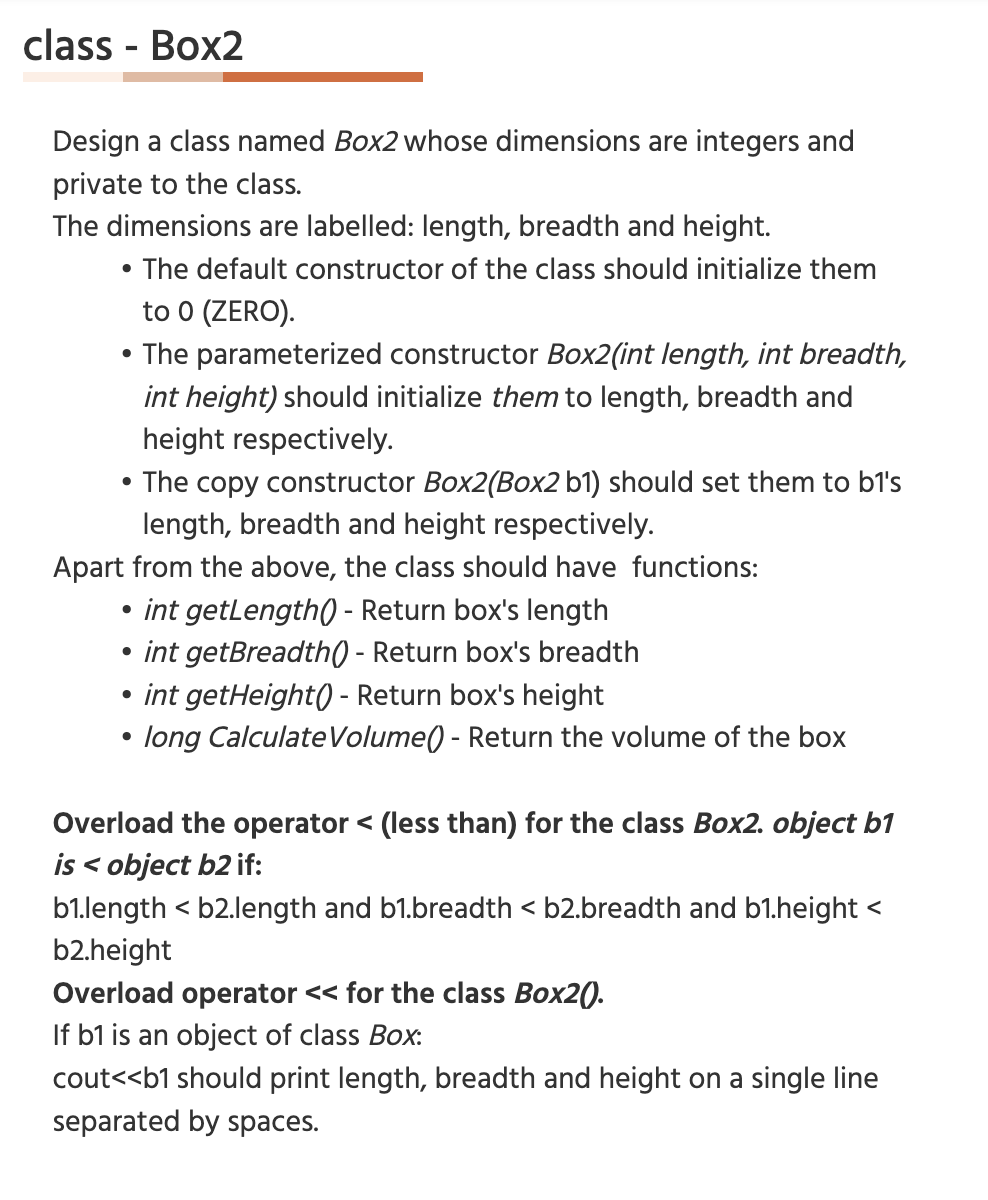 class - Box2
Design a class named Box2 whose dimensions are integers and
private to the class.
The dimensions are labelled: length, breadth and height.
• The default constructor of the class should initialize them
to 0 (ZERO).
• The parameterized constructor Box2(int length, int breadth,
int height) should initialize them to length, breadth and
height respectively.
• The copy constructor Box2(Box2 b1) should set them to b1's
length, breadth and height respectively.
Apart from the above, the class should have  functions:
• int getLength() - Return box's length
• int getBreadth() - Return box's breadth
• int getHeight() - Return box's height
• long CalculateVolume() - Return the volume of the box
Overload the operator < (less than) for the class Box2. object b1
is < object b2 if:
b1.length < b2.length and b1.breadth < b2.breadth and b1.height <
b2.height
Overload operator << for the class Box2().
If b1 is an object of class Box:
cout<<b1 should print length, breadth and height on a single line
separated by spaces.